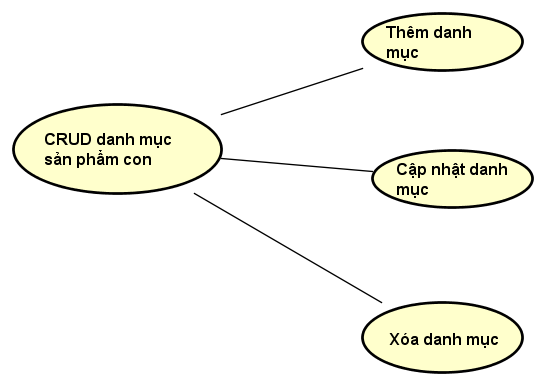 Thêm danh
mục
CRUD danh mục
sản phẩm con
Cập nhật danh
mục
Xóa danh mục